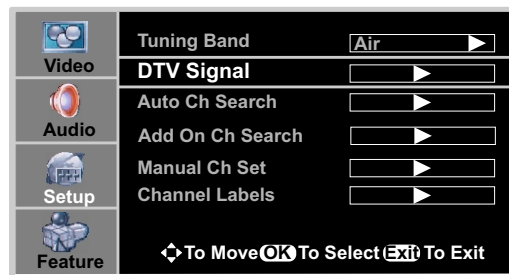 Video
Audio
Setup
Feature
Tuning Band Air
DTV Signal
Auto Ch Search
Add On Ch Search
Manual Ch Set
Channel Labels
To Move OK To Select Exit To Exit